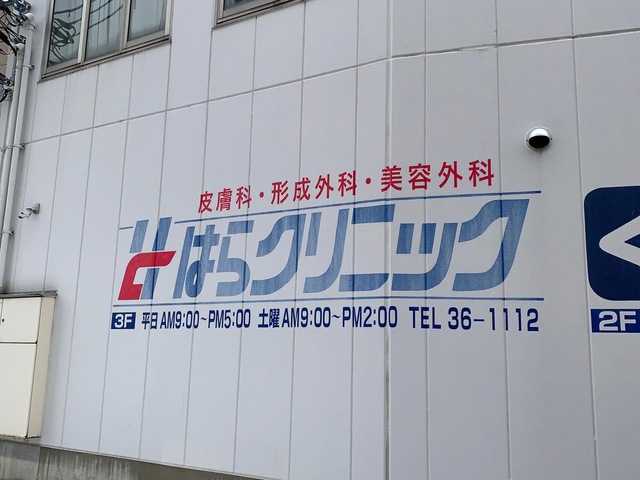 皮膚科・形成外科・美容外科
はらクリニック
3F 平日AM9:00~PM5:00 土曜AM9:00~PM2:00 TEL 36-1112
2F